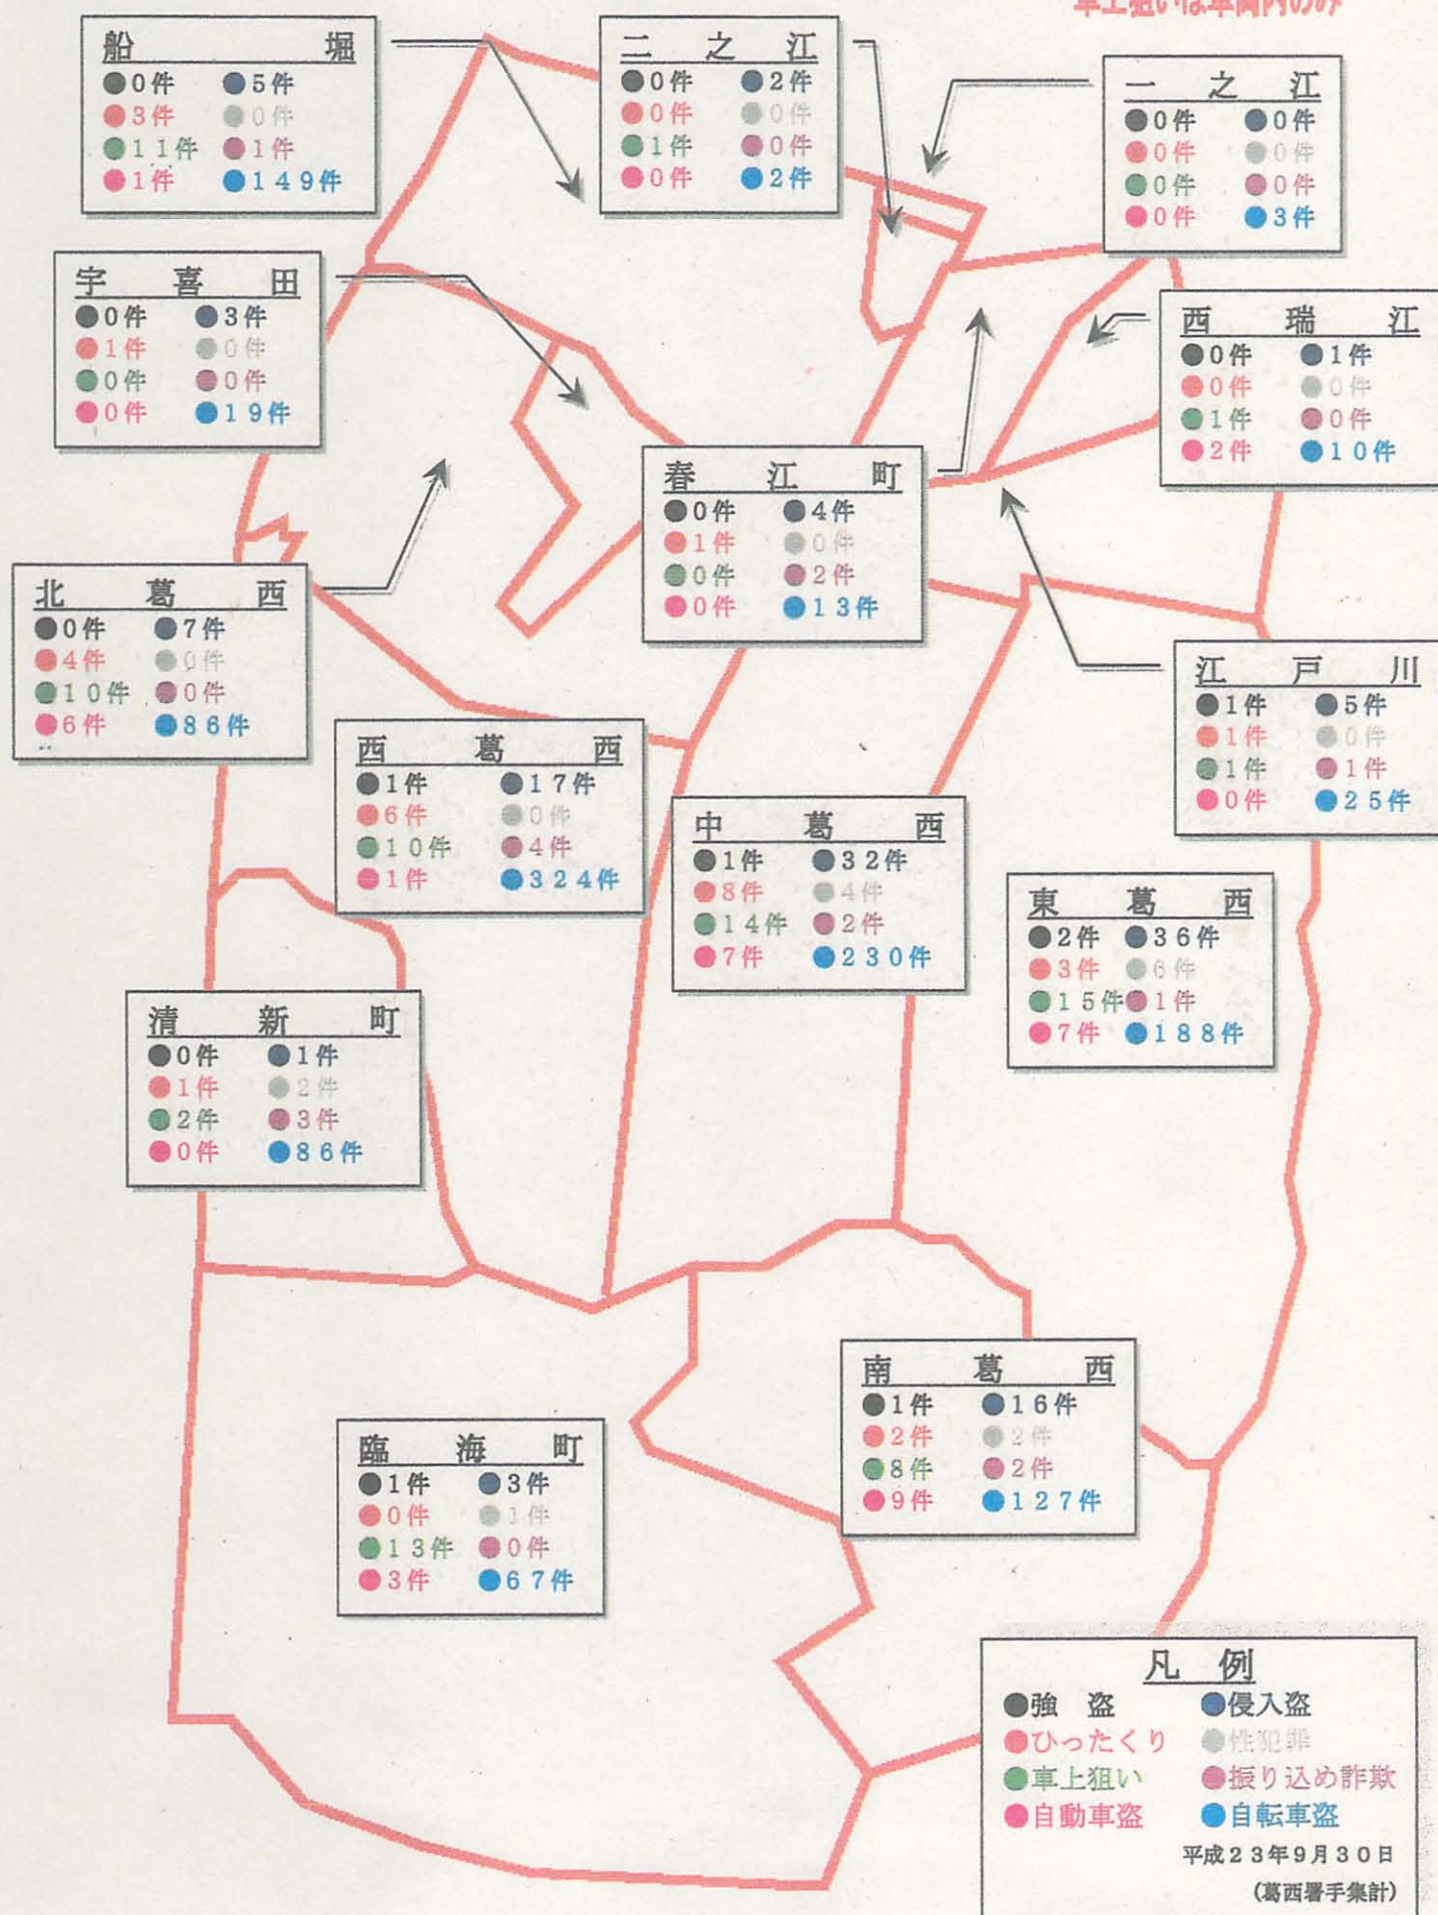 車上狙いは車両内のみ
船堀
●0件 ●5件
●3件 ●0件
●11件 ●1件
●1件 ●149件
二之江
●0件 ●2件
●0件 ●0件
●1件 ●0件
●0件 ●2件
一之江
●0件 ●0件
●0件 ●0件
●0件 ●0件
●0件 ●3件
宇喜田
●0件 ●3件
●1件 ●0件
●0件 ●0件
●0件 ●19件
西瑞江
●0件 ●1件
●0件 ●0件
●1件 ●0件
●2件 ●10件
春江町
●0件 ●4件
●1件 ●0件
●0件 ●2件
●0件 ●13件
北葛西
●0件 ●7件
●4件 ●0件
●10件 ●0件
●6件 ●86件
江戸川
●1件 ●5件
●1件 ●0件
●1件 ●1件
●0件 ●25件
西葛西
●1件 ●17件
●6件 ●0件
●10件 ●4件
●1件 ●324件
中葛西
●1件 ●32件
●8件 ●4件
●14件 ●2件
●7件 ●230件
東葛西
●2件 ●36件
●3件 ●6件
●15件 ●1件
●7件 ●188件
清新町
●0件 ●1件
●1件 ●2件
●2件 ●3件
●0件 ●86件
南葛西
●1件 ●16件
●2件 ●2件
●8件 ●2件
●9件 ●127件
臨海町
●1件 ●3件
●0件 ●1件
●13件 ●0件
●3件 ●67件
凡例
●強盗 ●侵入盗
●ひったくり ●性犯罪
●車上狙い ●振り込め詐欺
●自動車盗 ●自転車盗
平成23年9月30日
(葛西署手集計)